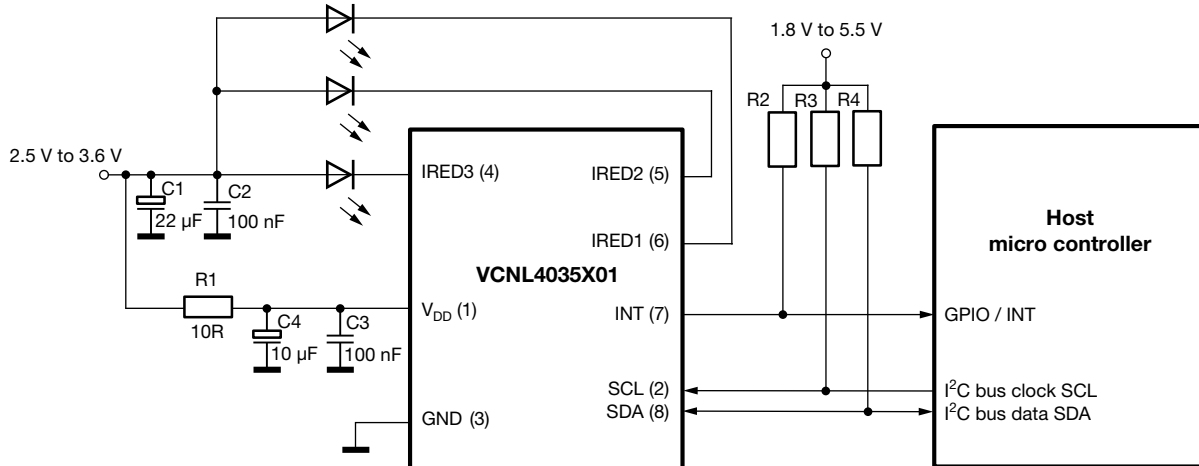 1.8 V to 5.5 V
R2
R3
R4
2.5 V to 3.6 V
C1
22 µF
C2
100 nF
IRED3 (4)
IRED2 (5)
IRED1 (6)
VCNL4035X01
Host
micro controller
R1
10R
C4
10 µF
C3
100 nF
V_DD (1)
INT (7)
GPIO / INT
SCL (2)
SDA (8)
I²C bus clock SCL
I²C bus data SDA
GND (3)